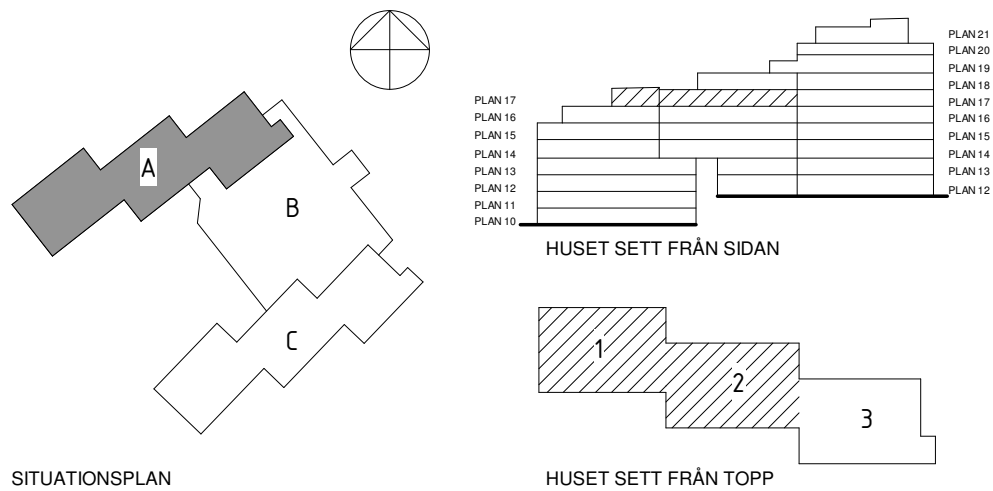 A
B
C
SITUATIONSPLAN
PLAN 17
PLAN 16
PLAN 15
PLAN 14
PLAN 13
PLAN 12
PLAN 11
PLAN 10
PLAN 21
PLAN 20
PLAN 19
PLAN 18
PLAN 17
PLAN 16
PLAN 15
PLAN 14
PLAN 13
PLAN 12
HUSET SETT FRÅN SIDAN
1
2
3
HUSET SETT FRÅN TOPP